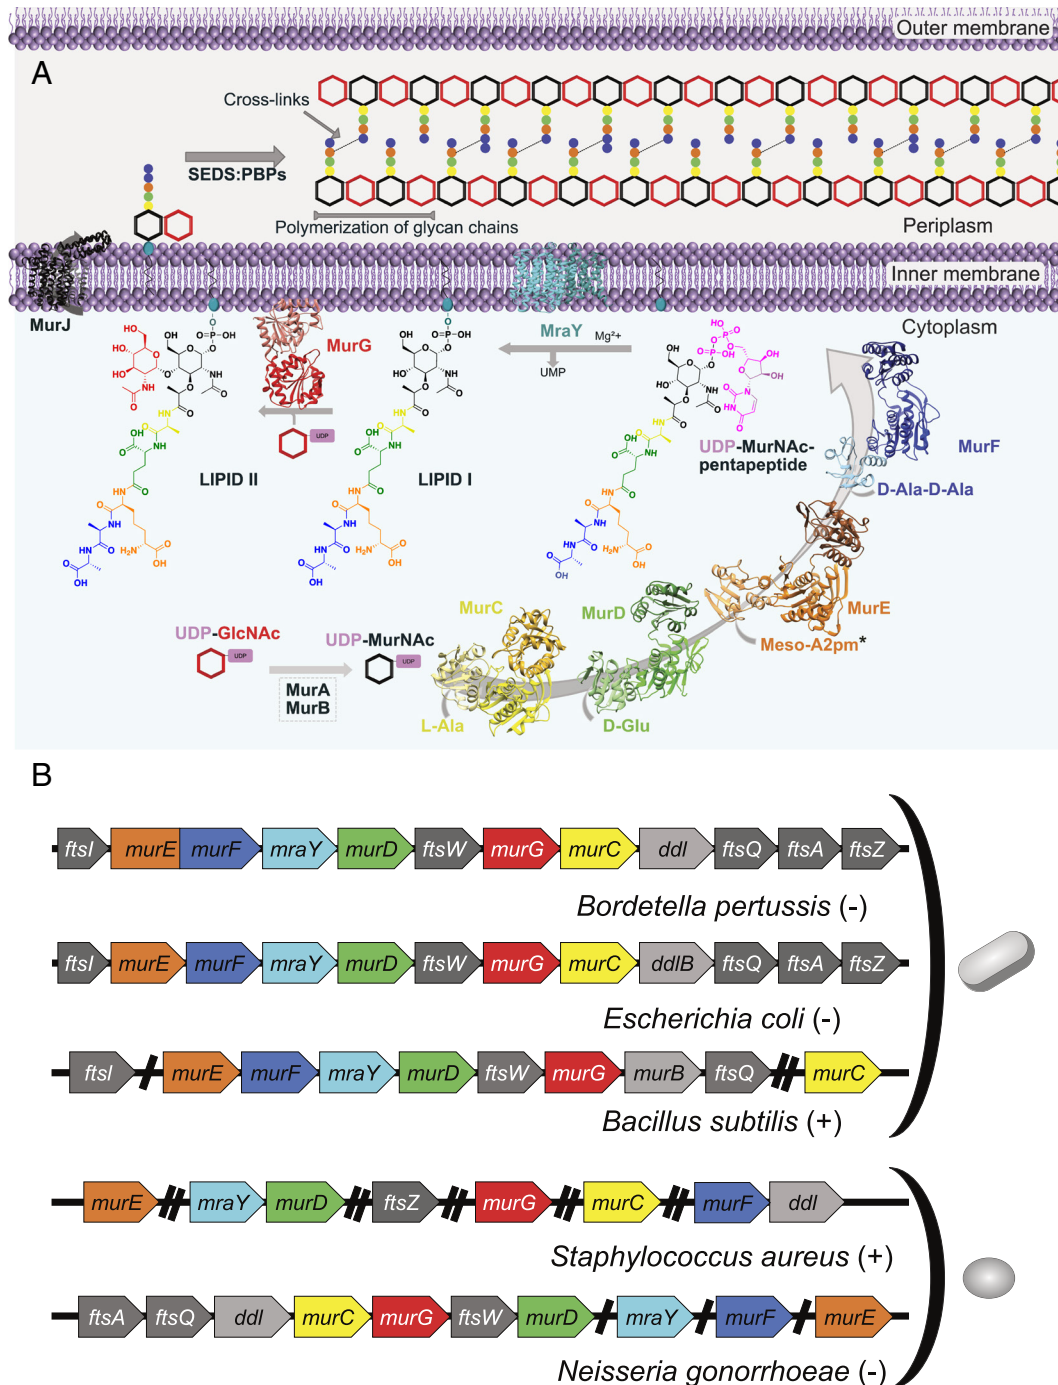 Outer membrane
A
Cross-links
SEDS:PBPs
Polymerization of glycan chains
Periplasm
Inner membrane
MurJ
MurG
MraY
Mg²⁺
UMP
Cytoplasm
UDP
LIPID II
LIPID I
UDP-MurNAc-
pentapeptide
MurF
D-Ala-D-Ala
MurE
Meso-A2pm*
MurD
MurC
UDP-GlcNAc
UDP
UDP-MurNAc
UDP
MurA
MurB
L-Ala
D-Glu
B
ftsI murE murF mraY murD ftsW murG murC ddl ftsQ ftsA ftsZ
Bordetella pertussis (-)
ftsI murE murF mraY murD ftsW murG murC ddlB ftsQ ftsA ftsZ
Escherichia coli (-)
ftsI murE murF mraY murD ftsW murG murB ftsQ murC
Bacillus subtilis (+)
murE mraY murD ftsZ murG murC murF ddl
Staphylococcus aureus (+)
ftsA ftsQ ddl murC murG ftsW murD mraY murF murE
Neisseria gonorrhoeae (-)